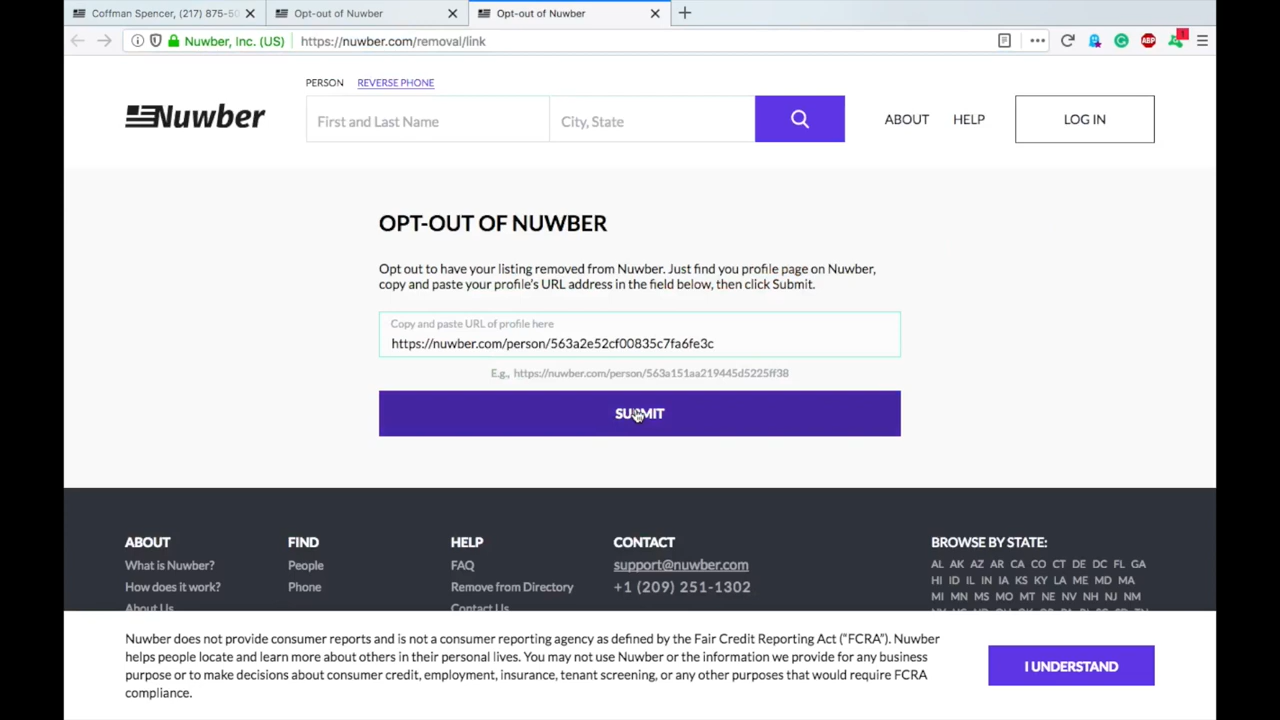 Coffman Spencer, (217) 875-50
Opt-out of Nuwber
Opt-out of Nuwber
Nuwber, Inc. (US)
https://nuwber.com/removal/link
ABP
1
PERSON
REVERSE PHONE
Nuwber
First and Last Name
City, State
ABOUT
HELP
LOG IN
OPT-OUT OF NUWBER
Opt out to have your listing removed from Nuwber. Just find you profile page on Nuwber,
copy and paste your profile's URL address in the field below, then click Submit.
Copy and paste URL of profile here
https://nuwber.com/person/563a2e52cf00835c7fa6fe3c
E.g., https://nuwber.com/person/563a151aa219445d5225ff38
SUBMIT
ABOUT
What is Nuwber?
How does it work?
About Us
FIND
People
Phone
HELP
FAQ
Remove from Directory
Contact Us
CONTACT
support@nuwber.com
+1 (209) 251-1302
BROWSE BY STATE:
AL AK AZ AR CA CO CT DE DC FL GA
HI ID IL IN IA KS KY LA ME MD MA
MI MN MS MO MT NE NV NH NJ NM
Nuwber does not provide consumer reports and is not a consumer reporting agency as defined by the Fair Credit Reporting Act ("FCRA"). Nuwber
helps people locate and learn more about others in their personal lives. You may not use Nuwber or the information we provide for any business
purpose or to make decisions about consumer credit, employment, insurance, tenant screening, or any other purposes that would require FCRA
compliance.
I UNDERSTAND